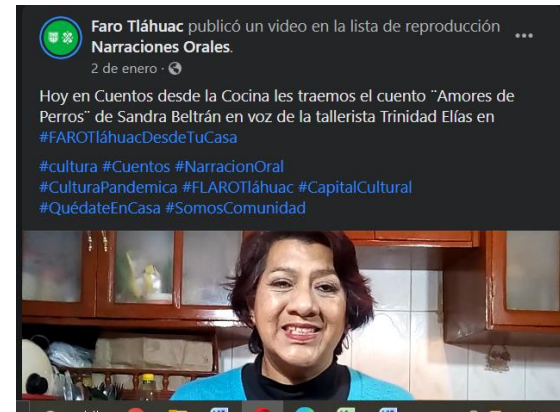 Faro Tláhuac publicó un video en la lista de reproducción
Narraciones Orales.
2 de enero ·
Hoy en Cuentos desde la Cocina les traemos el cuento ¨Amores de
Perros¨ de Sandra Beltrán en voz de la tallerista Trinidad Elías en
#FAROTláhuacDesdeTuCasa
#cultura #Cuentos #NarracionOral
#CulturaPandemica #FLAROTláhuac #CapitalCultural
#QuédateEnCasa #SomosComunidad